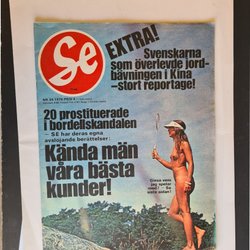 Se
EXTRA!
Svenskarna
som överlevde jord-
bävningen i Kina
–stort reportage!
20 prostituerade
i bordellskandalen
– SE har deras egna
avslöjande berättelser:
Kända män
våra bästa
kunder!